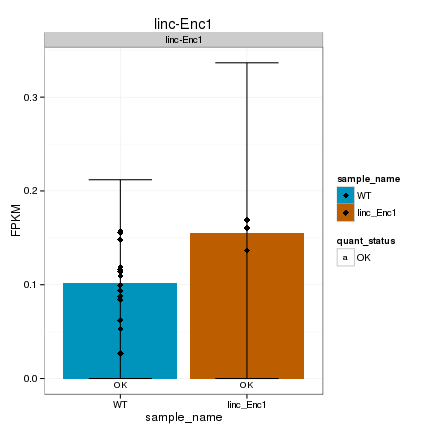 linc-Enc1
linc-Enc1
FPKM
0.3
0.2
0.1
0.0
OK
OK
WT
linc_Enc1
sample_name
sample_name
WT
linc_Enc1
quant_status
a OK